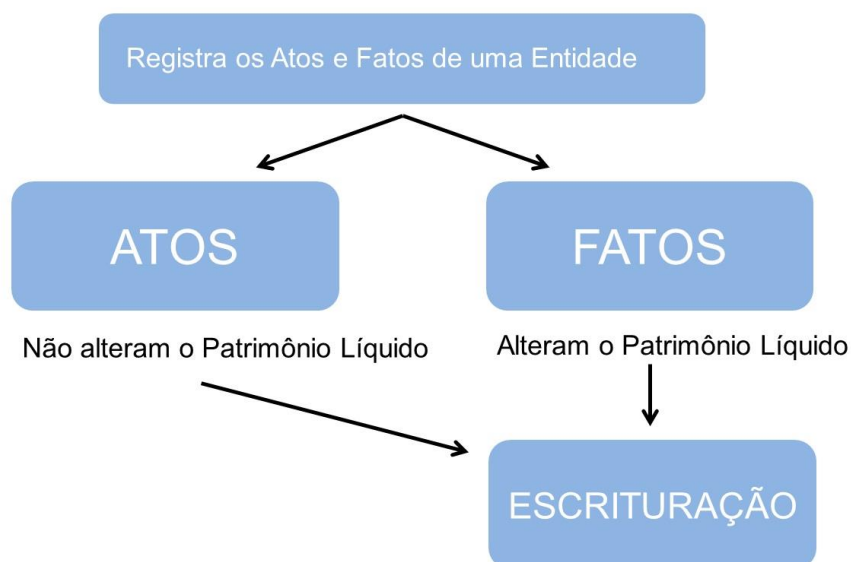 Registra os Atos e Fatos de uma Entidade
ATOS
FATOS
Não alteram o Patrimônio Líquido
Alteram o Patrimônio Líquido
ESCRITURAÇÃO